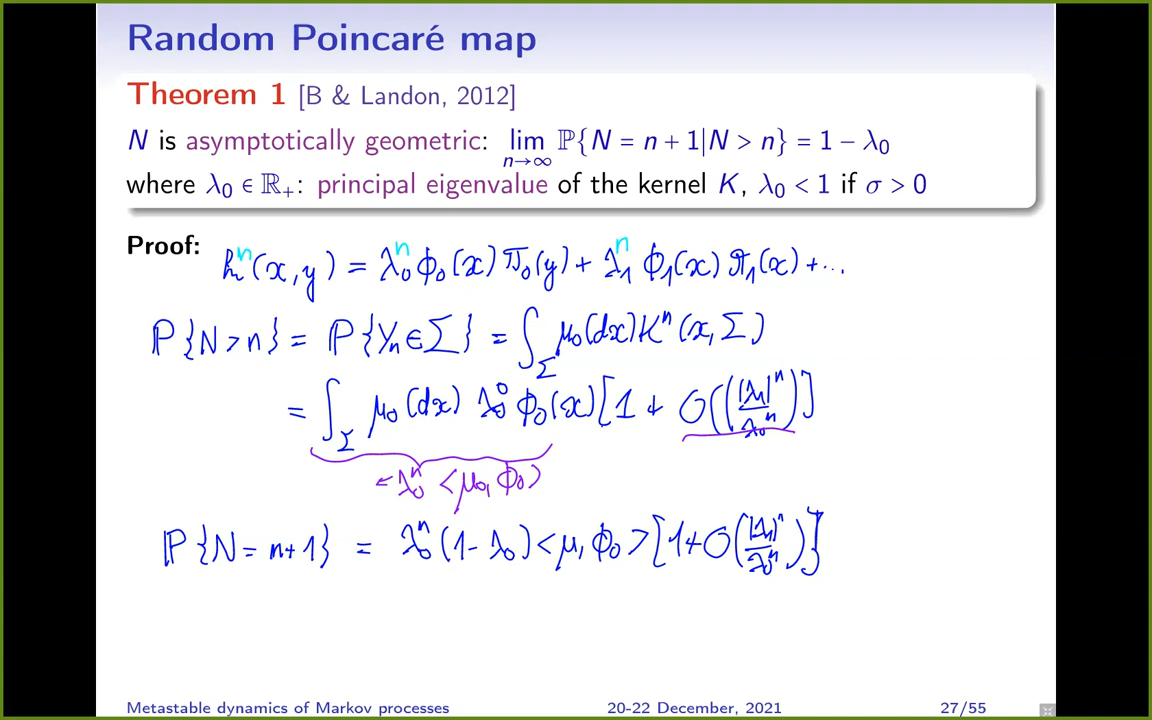 Random Poincaré map
Theorem 1 [B & Landon, 2012]
N is asymptotically geometric: lim_{n→∞} ℙ{N = n + 1|N > n} = 1 − λ₀
where λ₀ ∈ ℝ₊: principal eigenvalue of the kernel K, λ₀ < 1 if σ > 0
Proof: kⁿ(x,y) = λ₀ⁿ ϕ₀(x) π₀(y) + λ₁ⁿ ϕ₁(x) π₁(x) + ...
ℙ{N > n} = ℙ{Yₙ ∈ Σ} = ∫_Σ μ₀(dx) Kⁿ(x, Σ)
= ∫_Σ μ₀(dx) λ₀⁰ ϕ₀(x) [1 + O(|λ₁|ⁿ/λ₀ⁿ)]
← λ₀ⁿ <μ₀, ϕ₀>
ℙ{N = n+1} = λ₀ⁿ (1 − λ₀) <μ, ϕ₀> [1 + O(|λ₁|ⁿ/λ₀ⁿ)]
Metastable dynamics of Markov processes 20-22 December, 2021 27/55